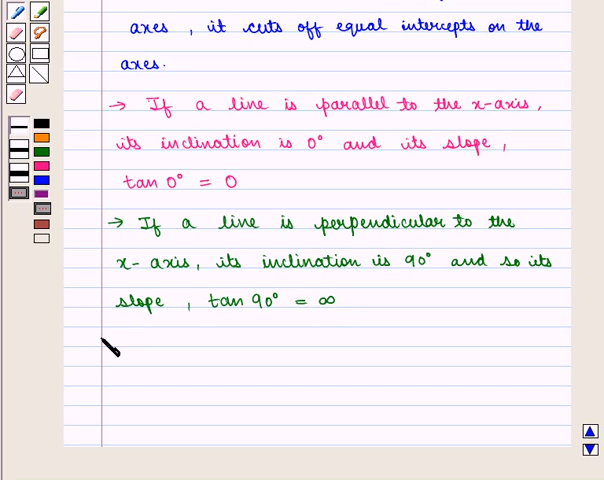 axes, it cuts off equal intercepts on the
axes.
→ If a line is parallel to the x-axis,
its inclination is 0° and its slope,
tan 0° = 0
→ If a line is perpendicular to the
x-axis, its inclination is 90° and so its
slope, tan 90° = ∞